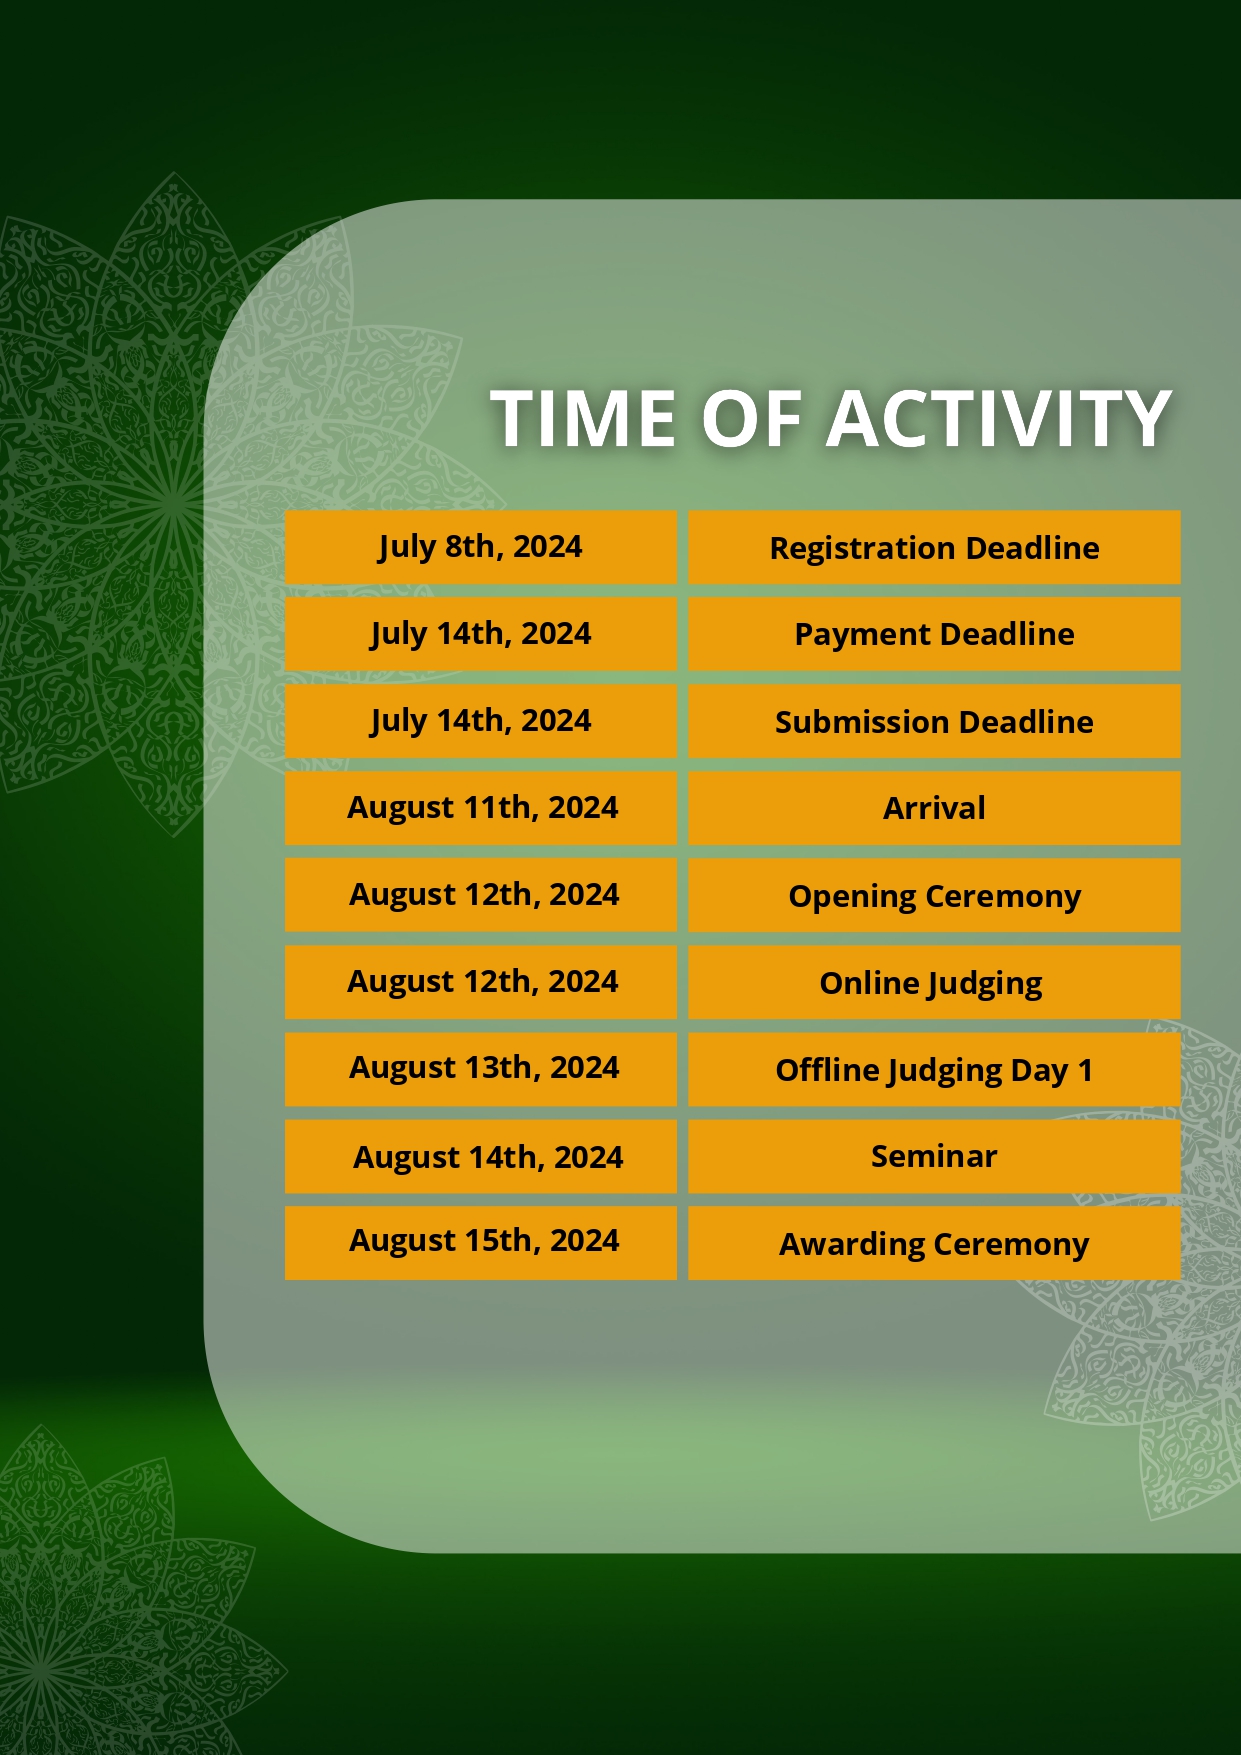 TIME OF ACTIVITY
July 8th, 2024 Registration Deadline
July 14th, 2024 Payment Deadline
July 14th, 2024 Submission Deadline
August 11th, 2024 Arrival
August 12th, 2024 Opening Ceremony
August 12th, 2024 Online Judging
August 13th, 2024 Offline Judging Day 1
August 14th, 2024 Seminar
August 15th, 2024 Awarding Ceremony